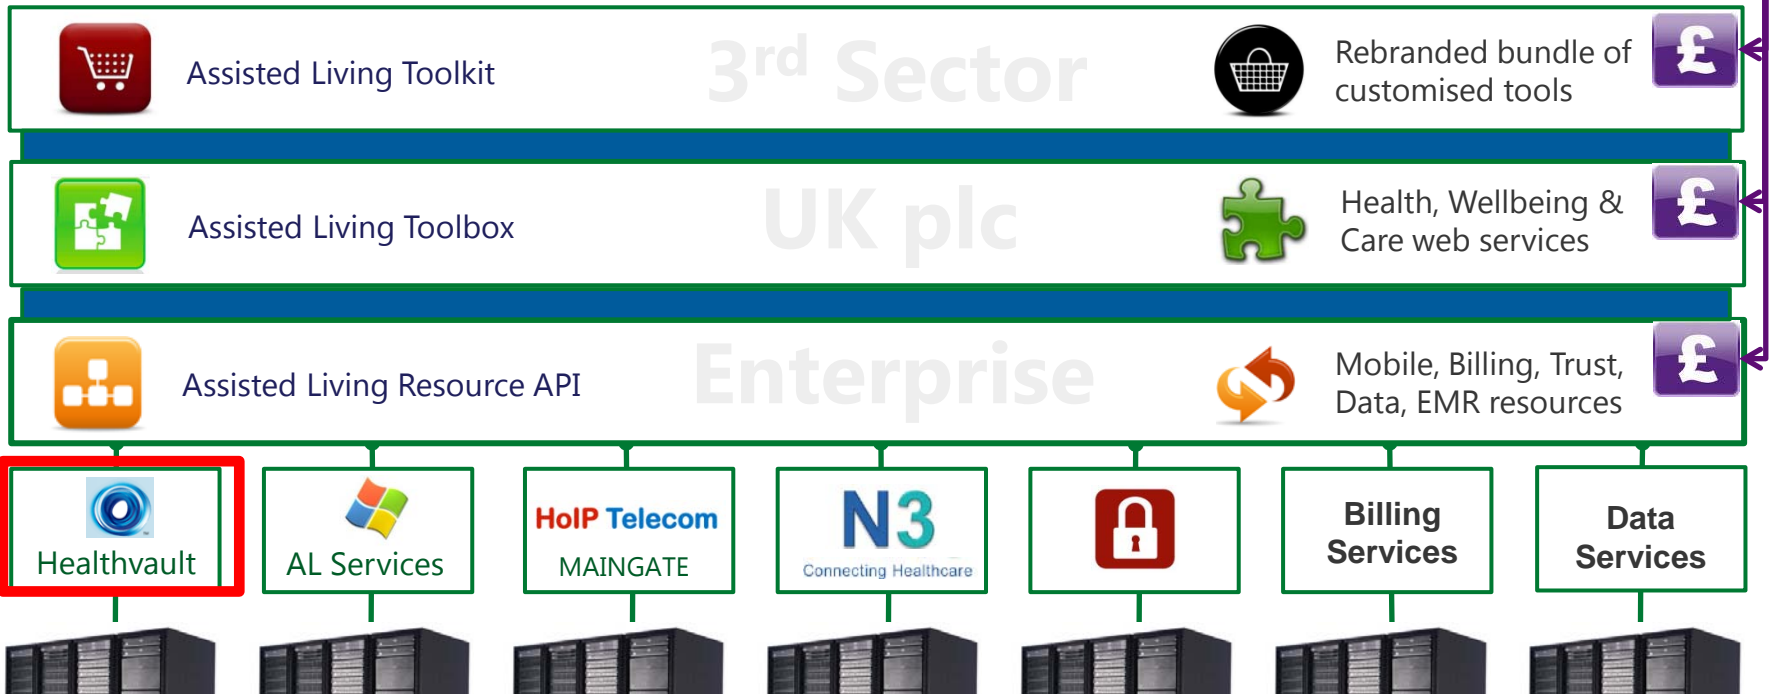 Assisted Living Toolkit
3rd Sector
Rebranded bundle of
customised tools
£
Assisted Living Toolbox
UK plc
Health, Wellbeing &
Care web services
£
Assisted Living Resource API
Enterprise
Mobile, Billing, Trust,
Data, EMR resources
£
Healthvault
AL Services
HoIP Telecom
MAINGATE
N3
Connecting Healthcare
Billing
Services
Data
Services